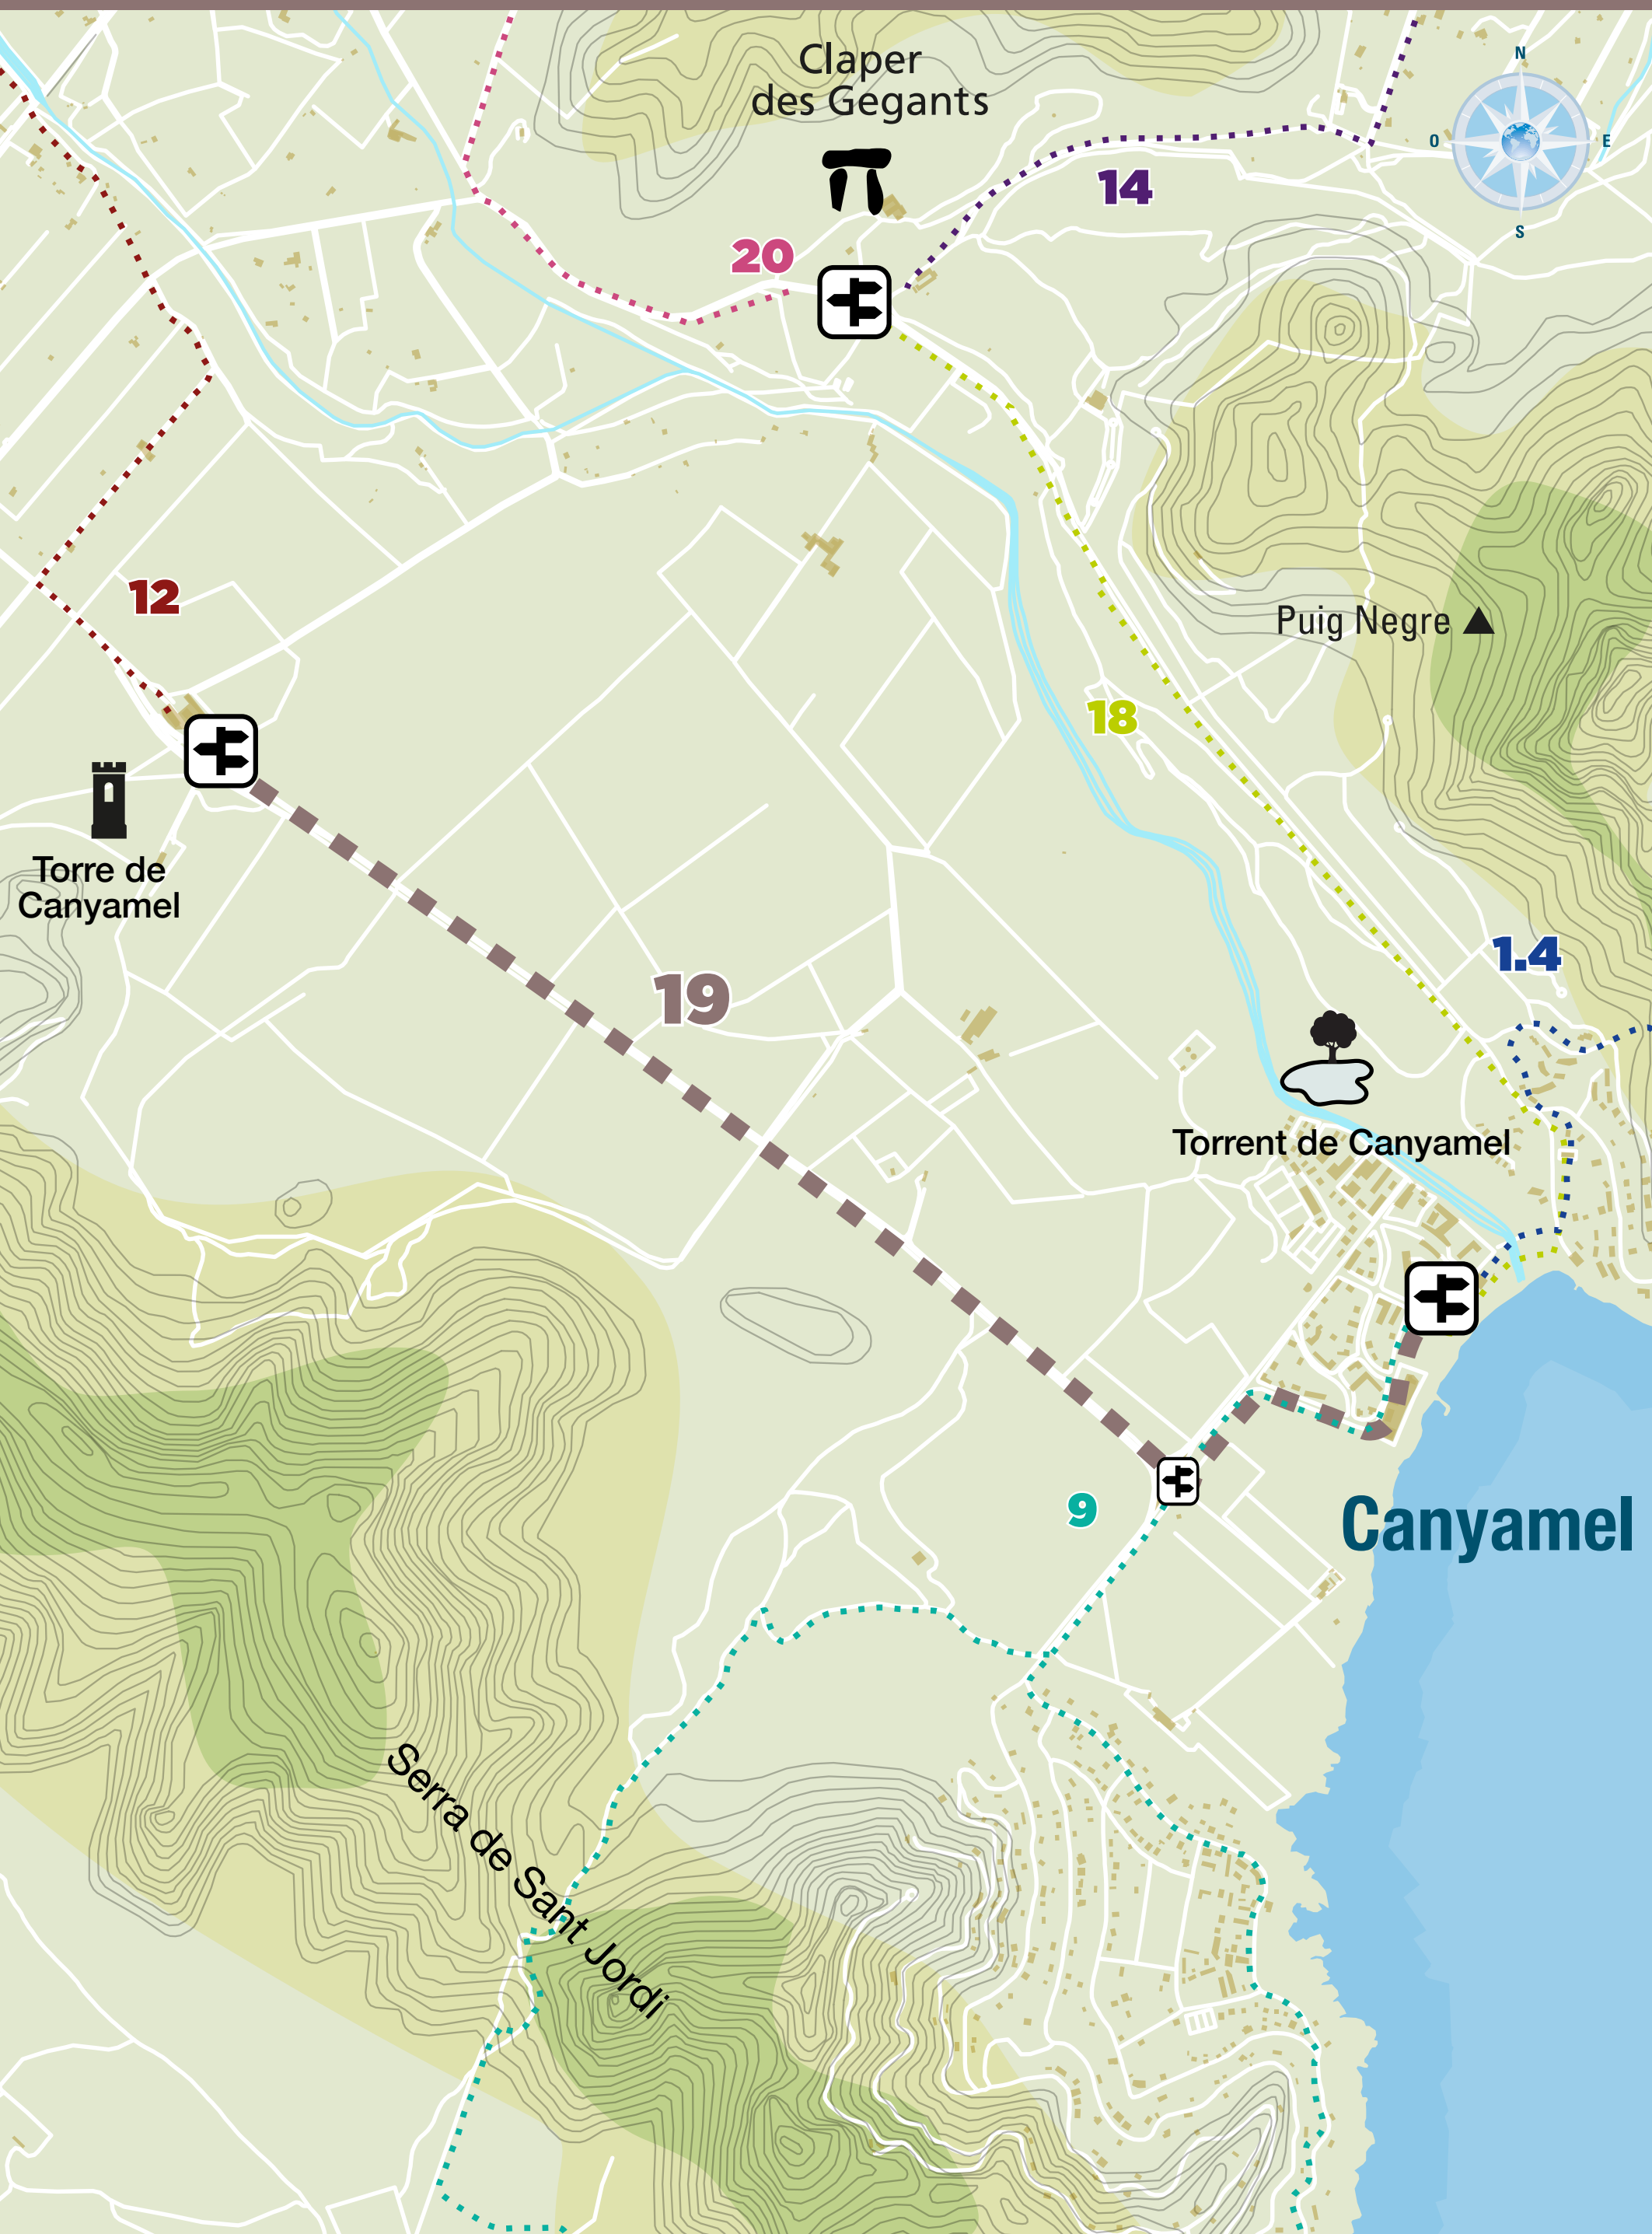 Claper
des Gegants
N
O
E
S
14
20
12
Puig Negre
18
Torre de
Canyamel
1.4
19
Torrent de Canyamel
9
Canyamel
Serra de Sant Jordi